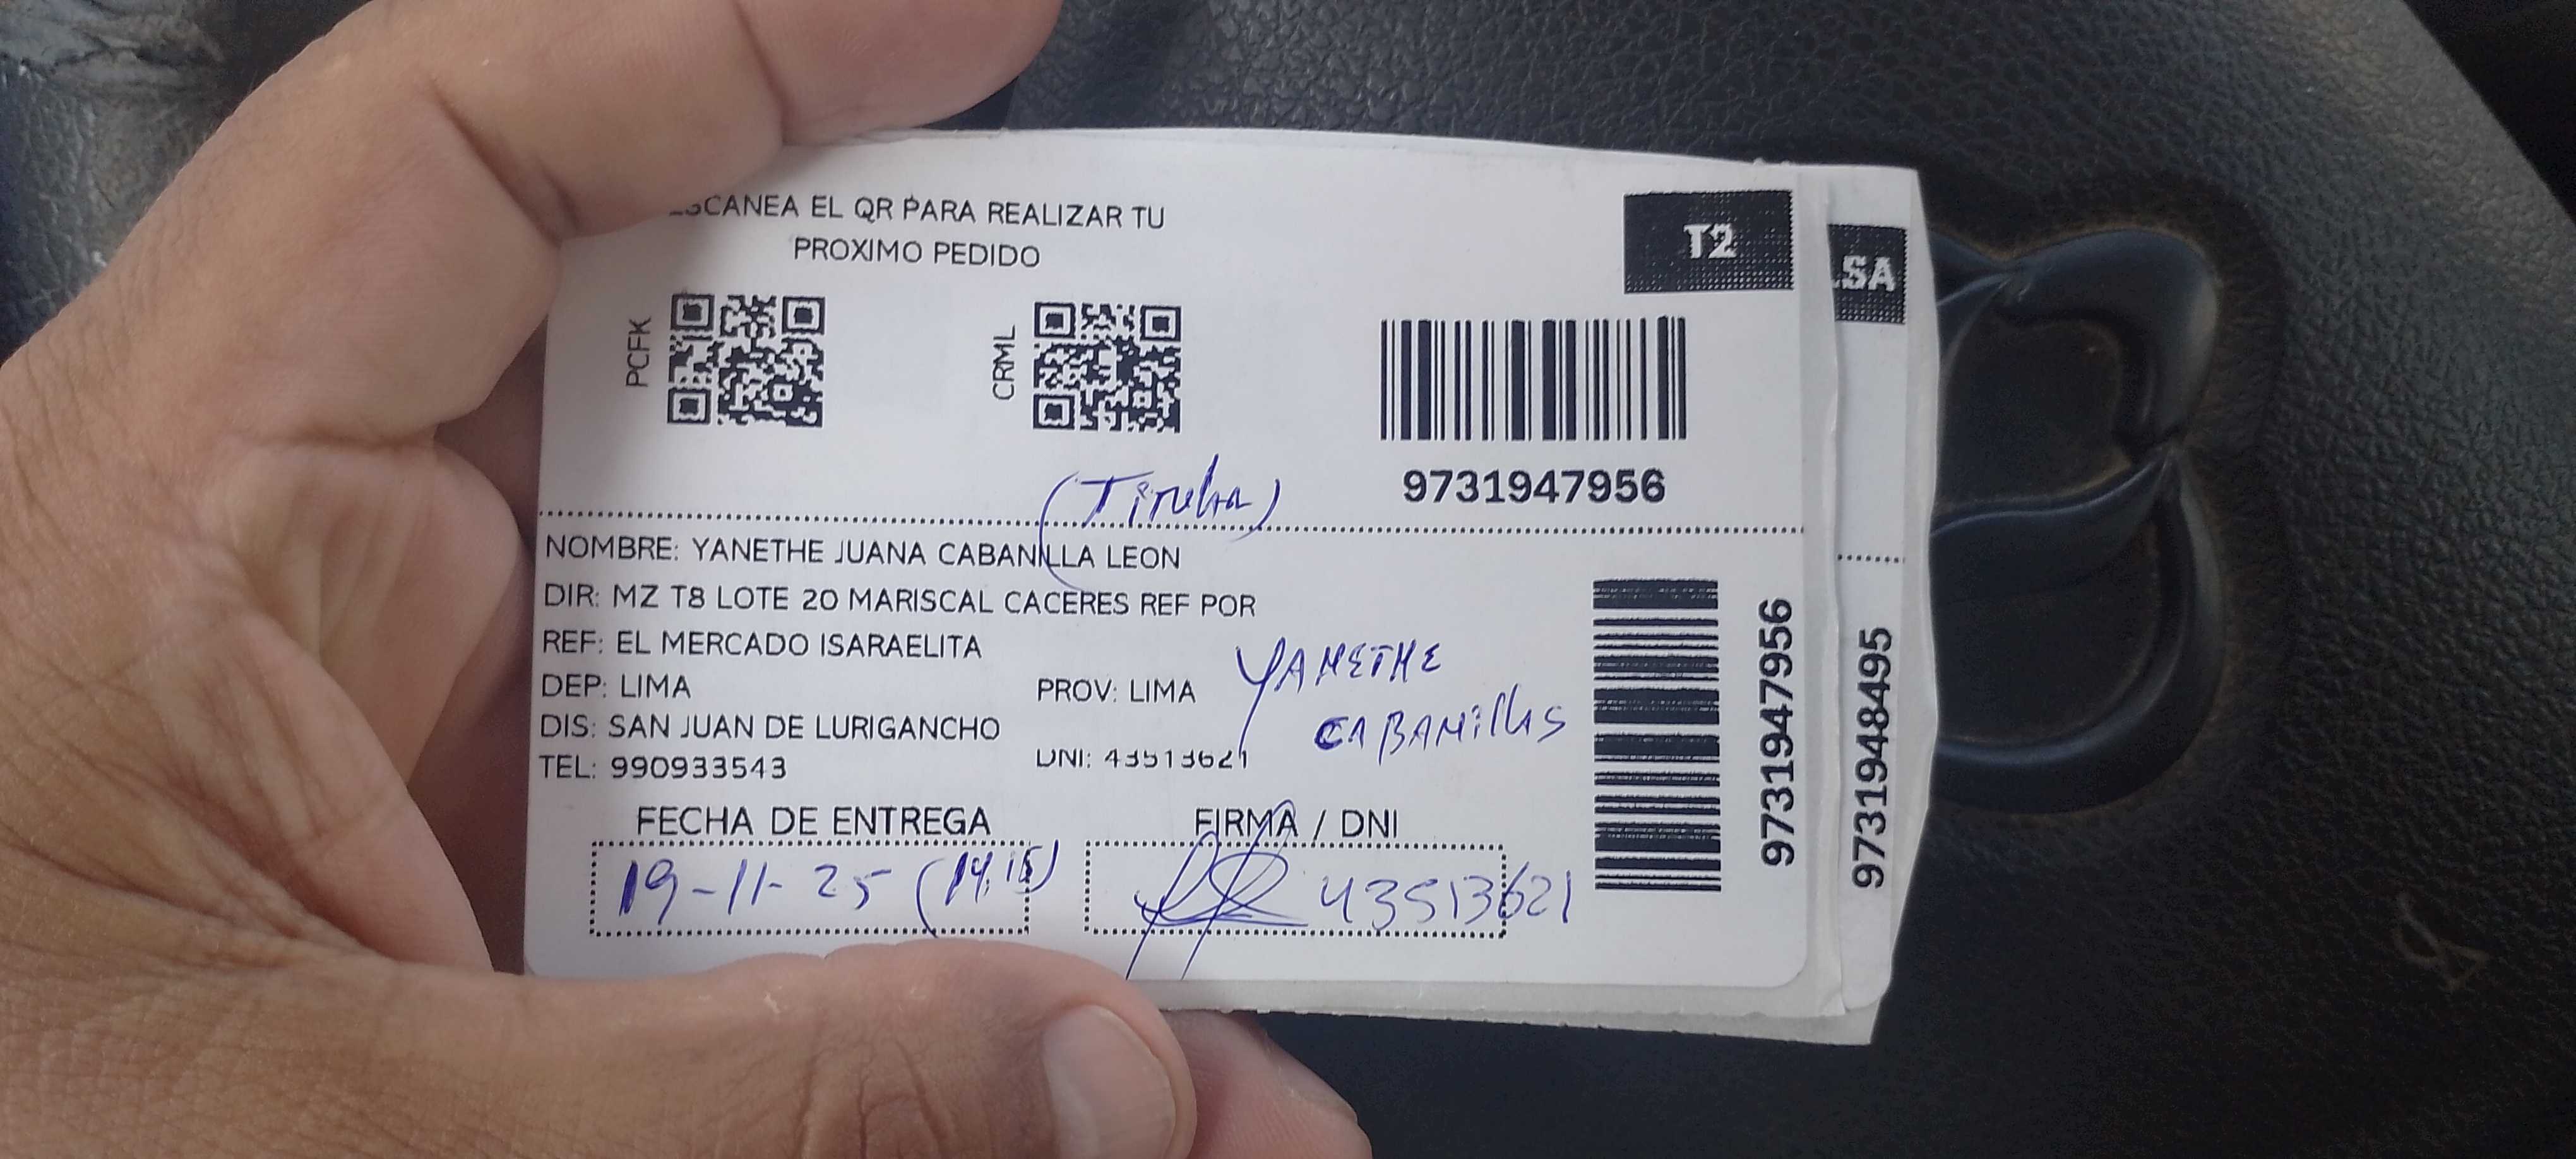 ESCANEA EL QR PARA REALIZAR TU
PROXIMO PEDIDO
T2
.SA
PCFK
CRML
9731947956
(Titular)
NOMBRE: YANETHE JUANA CABANILLA LEON
DIR: MZ T8 LOTE 20 MARISCAL CACERES REF POR
REF: EL MERCADO ISARAELITA
DEP: LIMA PROV: LIMA
YANETHE
CABANillAS
DIS: SAN JUAN DE LURIGANCHO
TEL: 990933543 DNI: 43513621
9731947956
9731948495
FECHA DE ENTREGA FIRMA / DNI
19-11-25 (14:15) 43513621